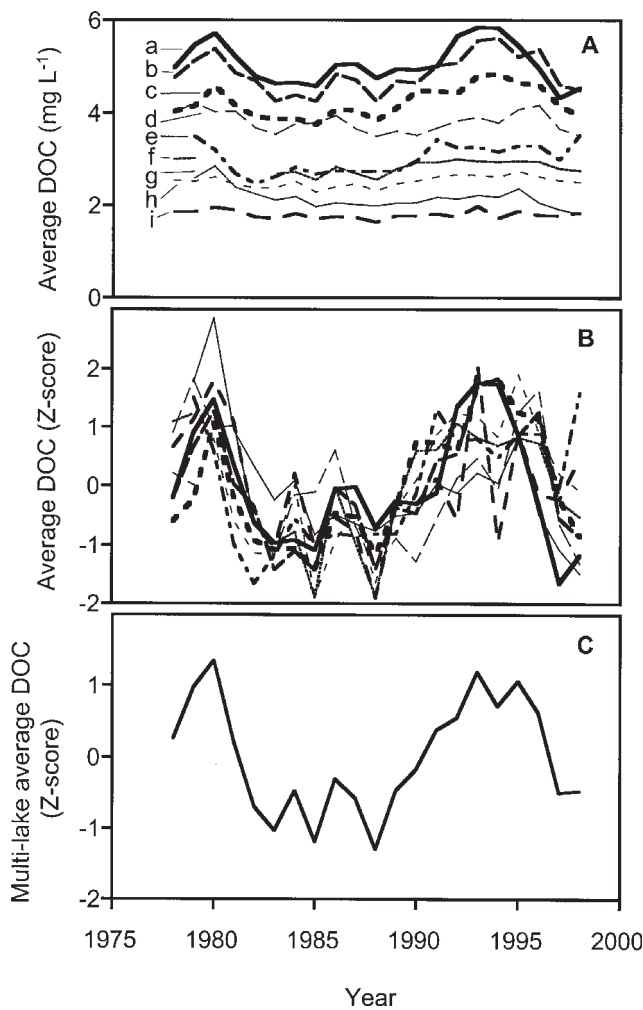 6
A
a
b
c
4
d
e
f
g
2
h
i
0
Average DOC (mg L-1)
B
2
1
0
-1
-2
Average DOC (Z-score)
C
1
0
-1
-2
Multi-lake average DOC
(Z-score)
1975 1980 1985 1990 1995 2000
Year